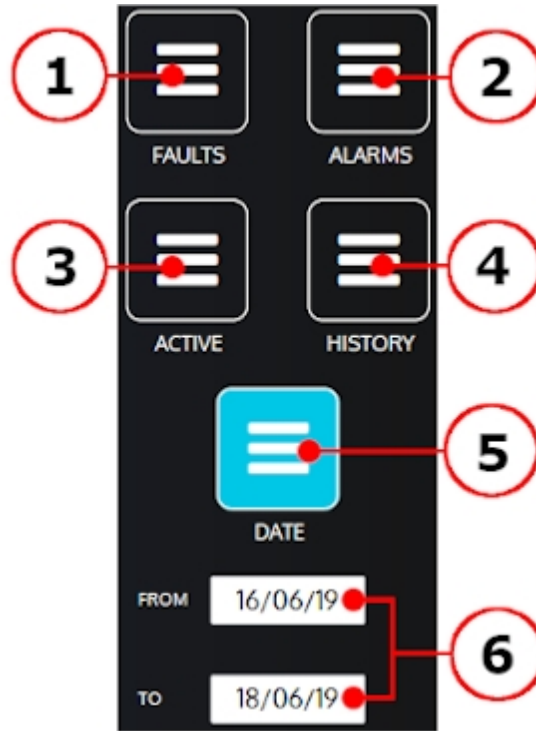 1 2
FAULTS ALARMS
3 4
ACTIVE HISTORY
5
DATE
FROM 16/06/19
6
TO 18/06/19